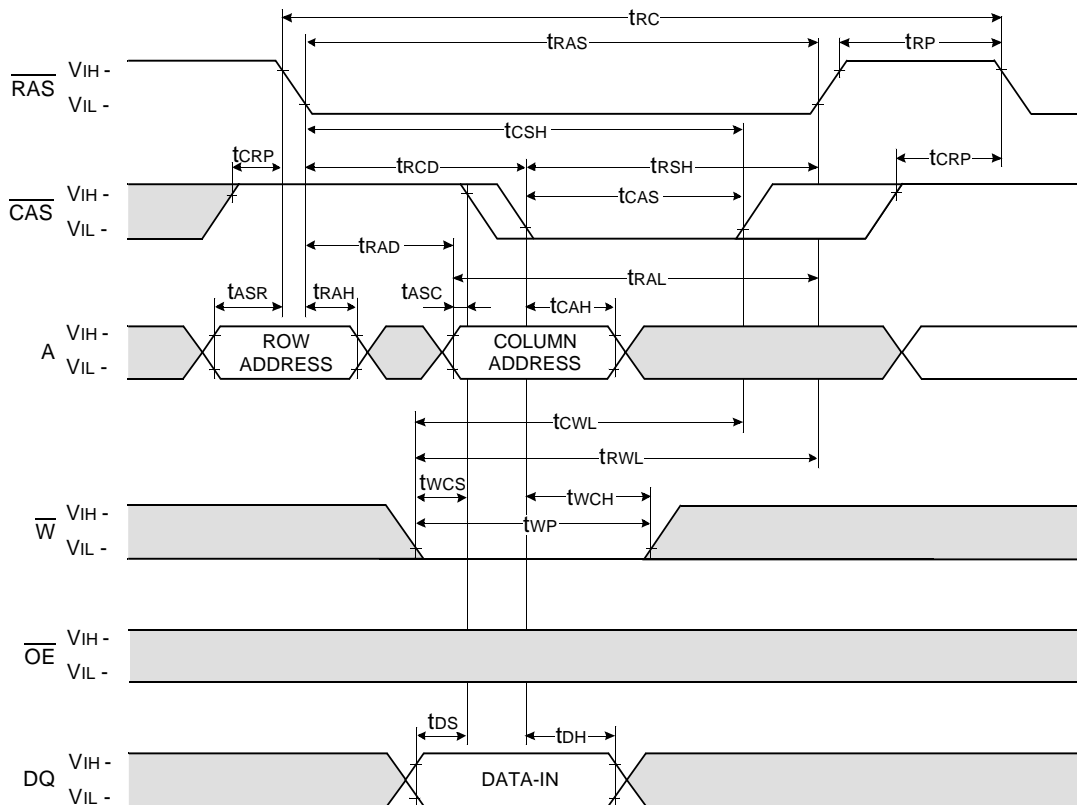 tRC
tRAS
tRP
RAS
VIH -
VIL -
tCSH
tCRP
tRCD
tRSH
tCRP
CAS
VIH -
VIL -
tCAS
tRAD
tRAL
tASR
tRAH
tASC
tCAH
A
VIH -
VIL -
ROW
ADDRESS
COLUMN
ADDRESS
tCWL
tRWL
tWCS
tWCH
W
VIH -
VIL -
tWP
OE
VIH -
VIL -
tDS
tDH
DQ
VIH -
VIL -
DATA-IN